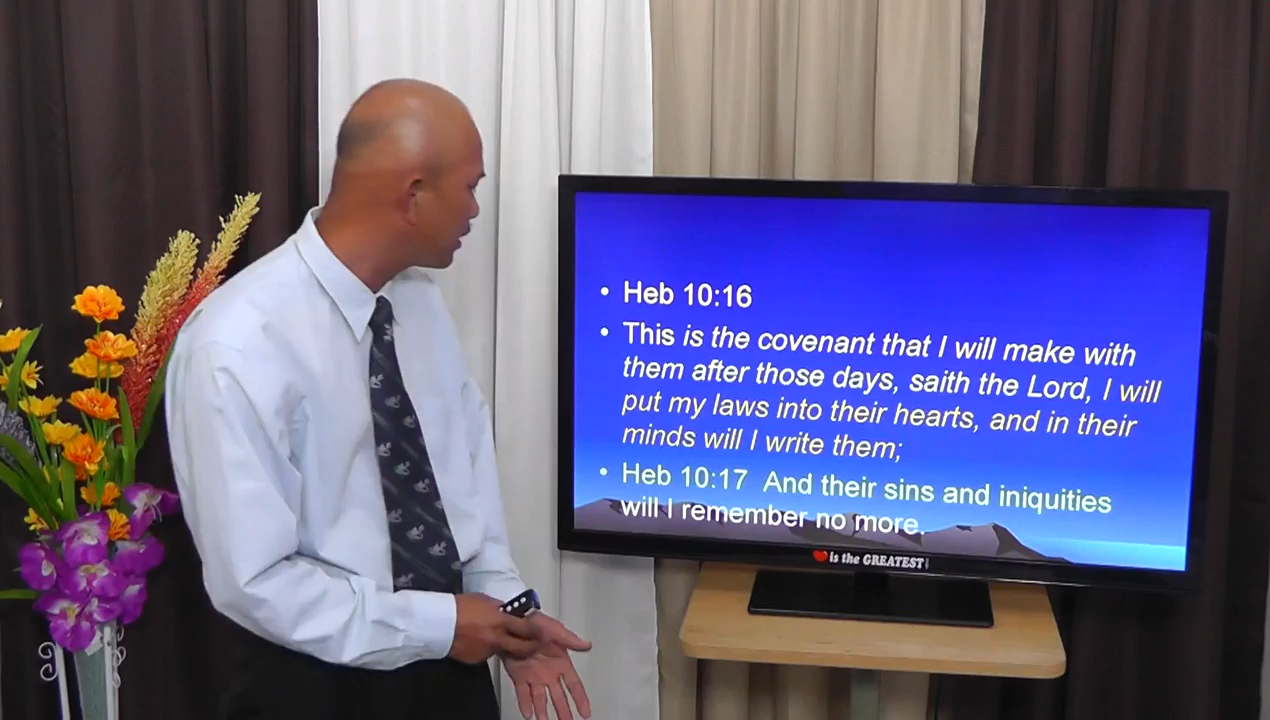 • Heb 10:16
• This is the covenant that I will make with
them after those days, saith the Lord, I will
put my laws into their hearts, and in their
minds will I write them;
• Heb 10:17  And their sins and iniquities
will I remember no more.
is the GREATEST!